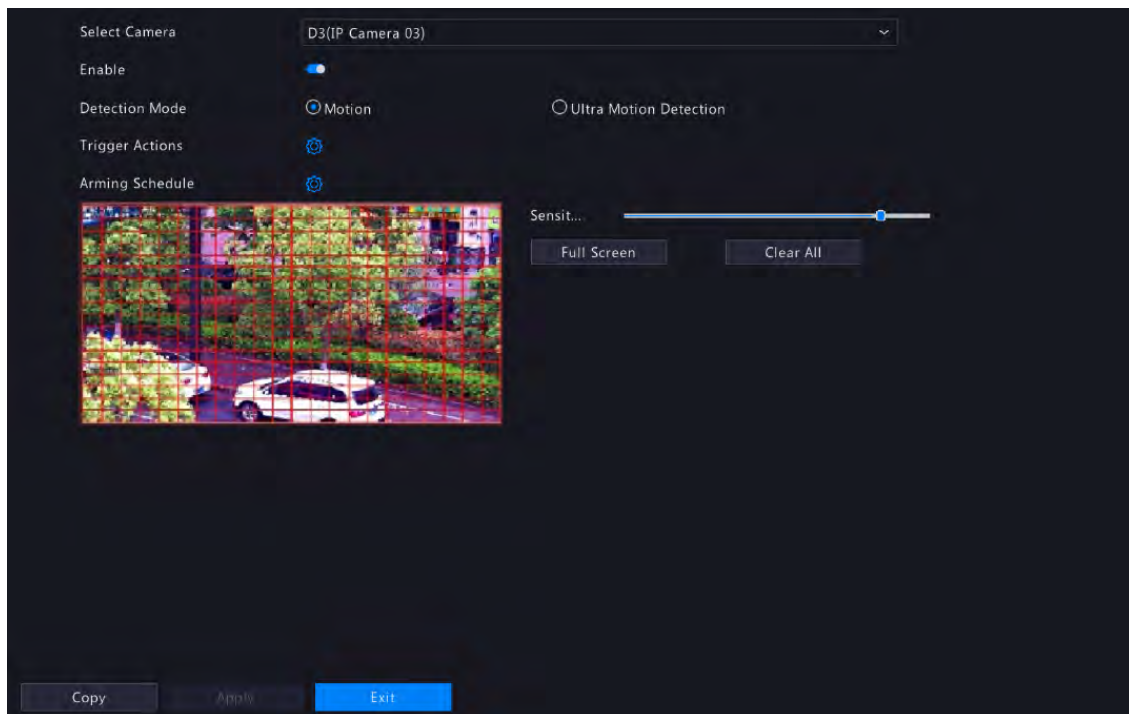 Select Camera D3(IP Camera 03)
Enable
Detection Mode Motion Ultra Motion Detection
Trigger Actions
Arming Schedule
Sensit...
Full Screen Clear All
Copy Apply Exit